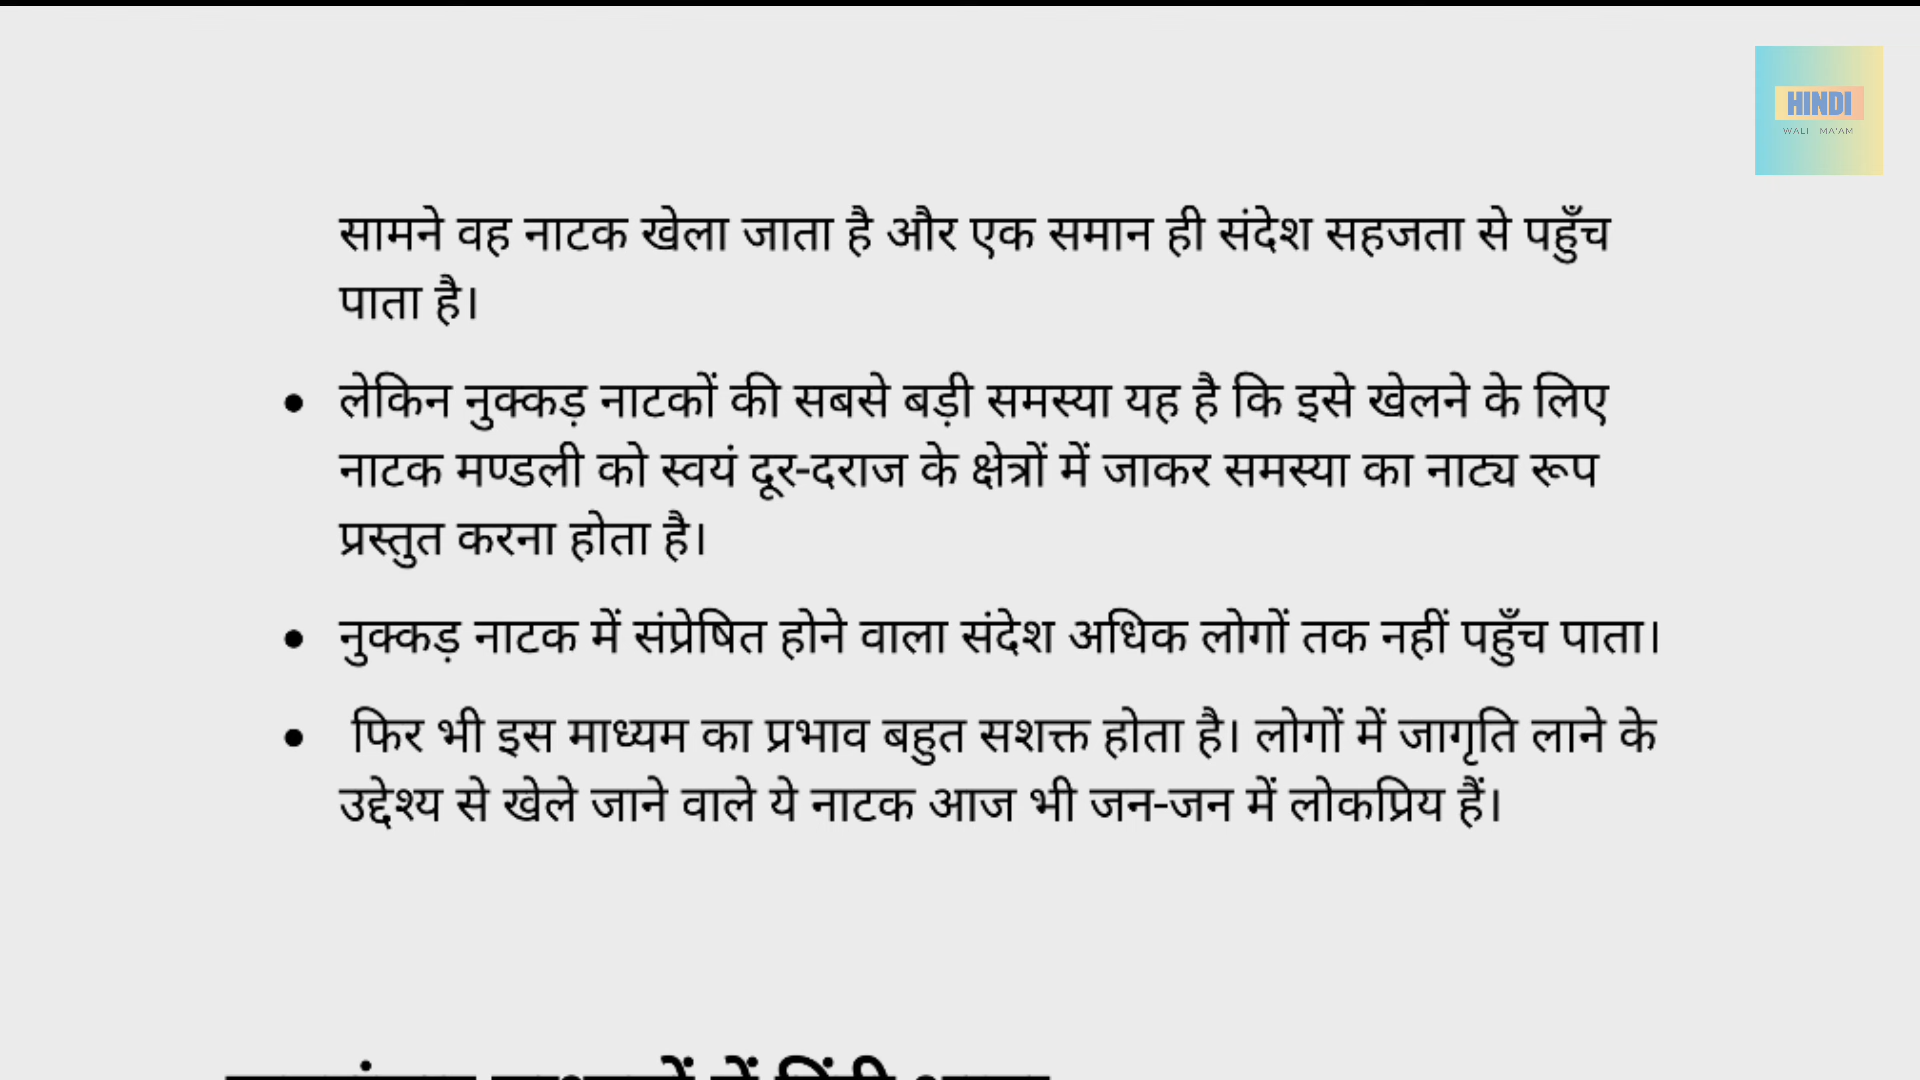 HINDI
WALI MA'AM
सामने वह नाटक खेला जाता है और एक समान ही संदेश सहजता से पहुँच
पाता है।
• लेकिन नुक्कड़ नाटकों की सबसे बड़ी समस्या यह है कि इसे खेलने के लिए
नाटक मण्डली को स्वयं दूर-दराज के क्षेत्रों में जाकर समस्या का नाट्य रूप
प्रस्तुत करना होता है।
• नुक्कड़ नाटक में संप्रेषित होने वाला संदेश अधिक लोगों तक नहीं पहुँच पाता।
• फिर भी इस माध्यम का प्रभाव बहुत सशक्त होता है। लोगों में जागृति लाने के
उद्देश्य से खेले जाने वाले ये नाटक आज भी जन-जन में लोकप्रिय हैं।